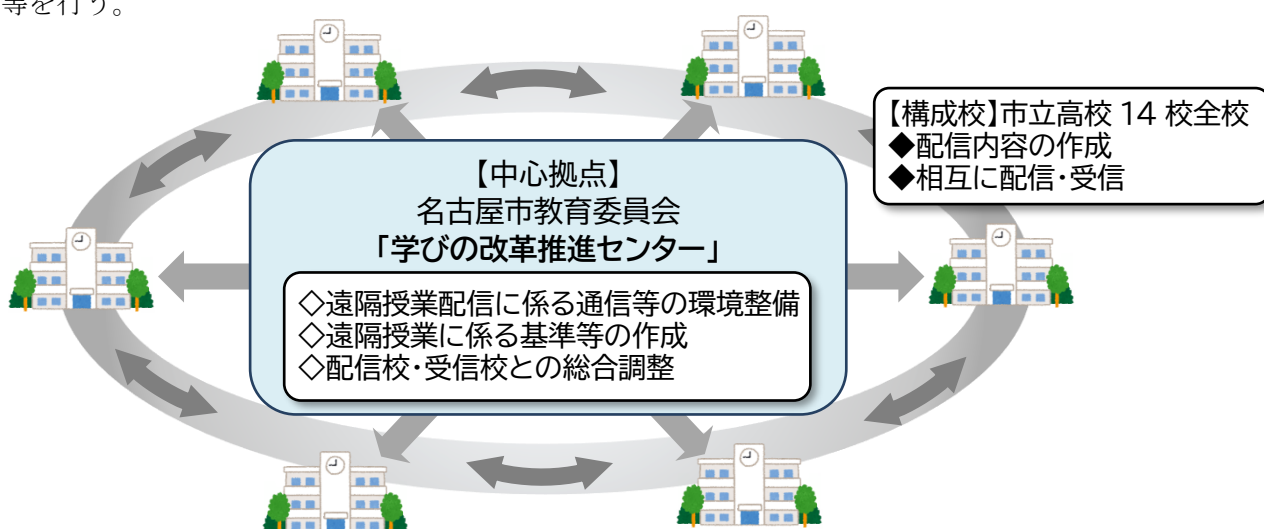 等を行う。
【構成校】市立高校 14 校全校
◆配信内容の作成
◆相互に配信・受信
【中心拠点】
名古屋市教育委員会
「学びの改革推進センター」
◇遠隔授業配信に係る通信等の環境整備
◇遠隔授業に係る基準等の作成
◇配信校・受信校との総合調整